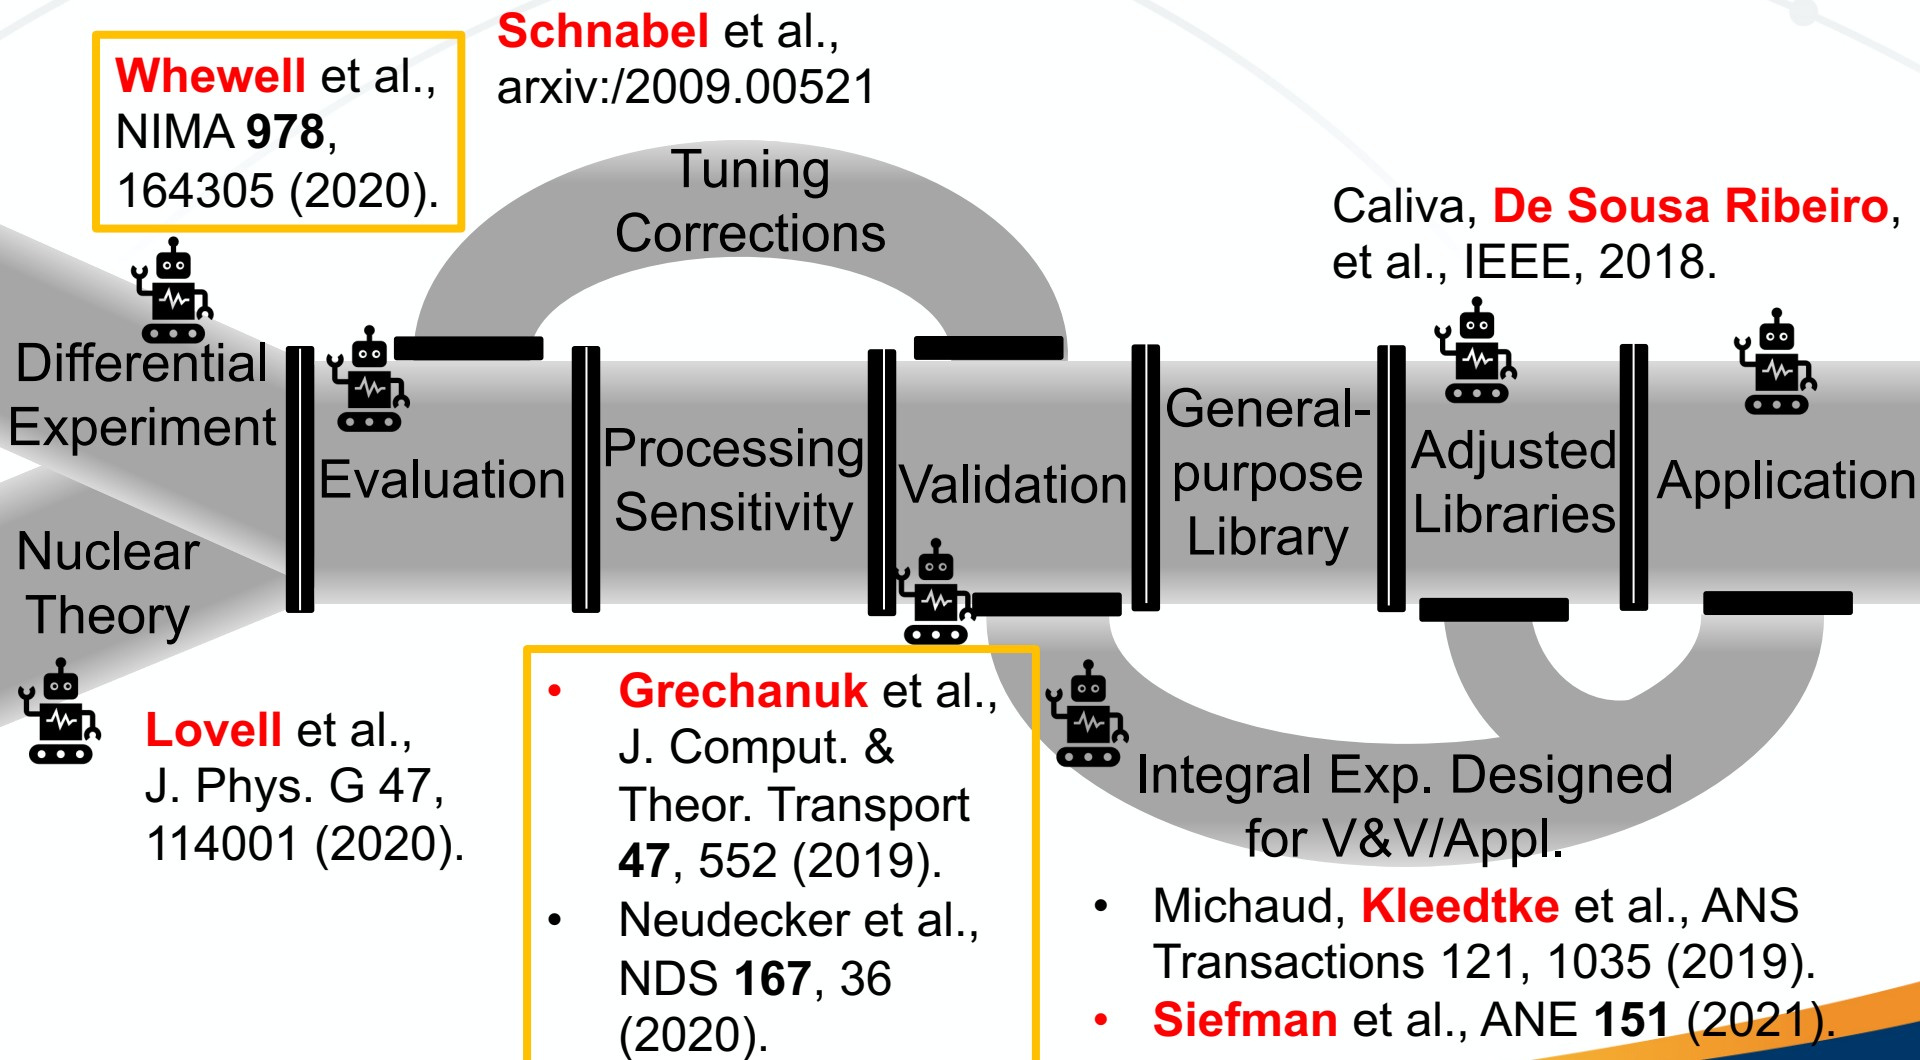 Whewell et al.,
NIMA 978,
164305 (2020).
Schnabel et al.,
arxiv:/2009.00521
Tuning
Corrections
Caliva, De Sousa Ribeiro,
et al., IEEE, 2018.
Differential
Experiment
Nuclear
Theory
Evaluation
Processing
Sensitivity
Validation
General-
purpose
Library
Adjusted
Libraries
Application
Lovell et al.,
J. Phys. G 47,
114001 (2020).
• Grechanuk et al.,
J. Comput. &
Theor. Transport
47, 552 (2019).
• Neudecker et al.,
NDS 167, 36
(2020).
Integral Exp. Designed
for V&V/Appl.
• Michaud, Kleedtke et al., ANS
Transactions 121, 1035 (2019).
• Siefman et al., ANE 151 (2021).